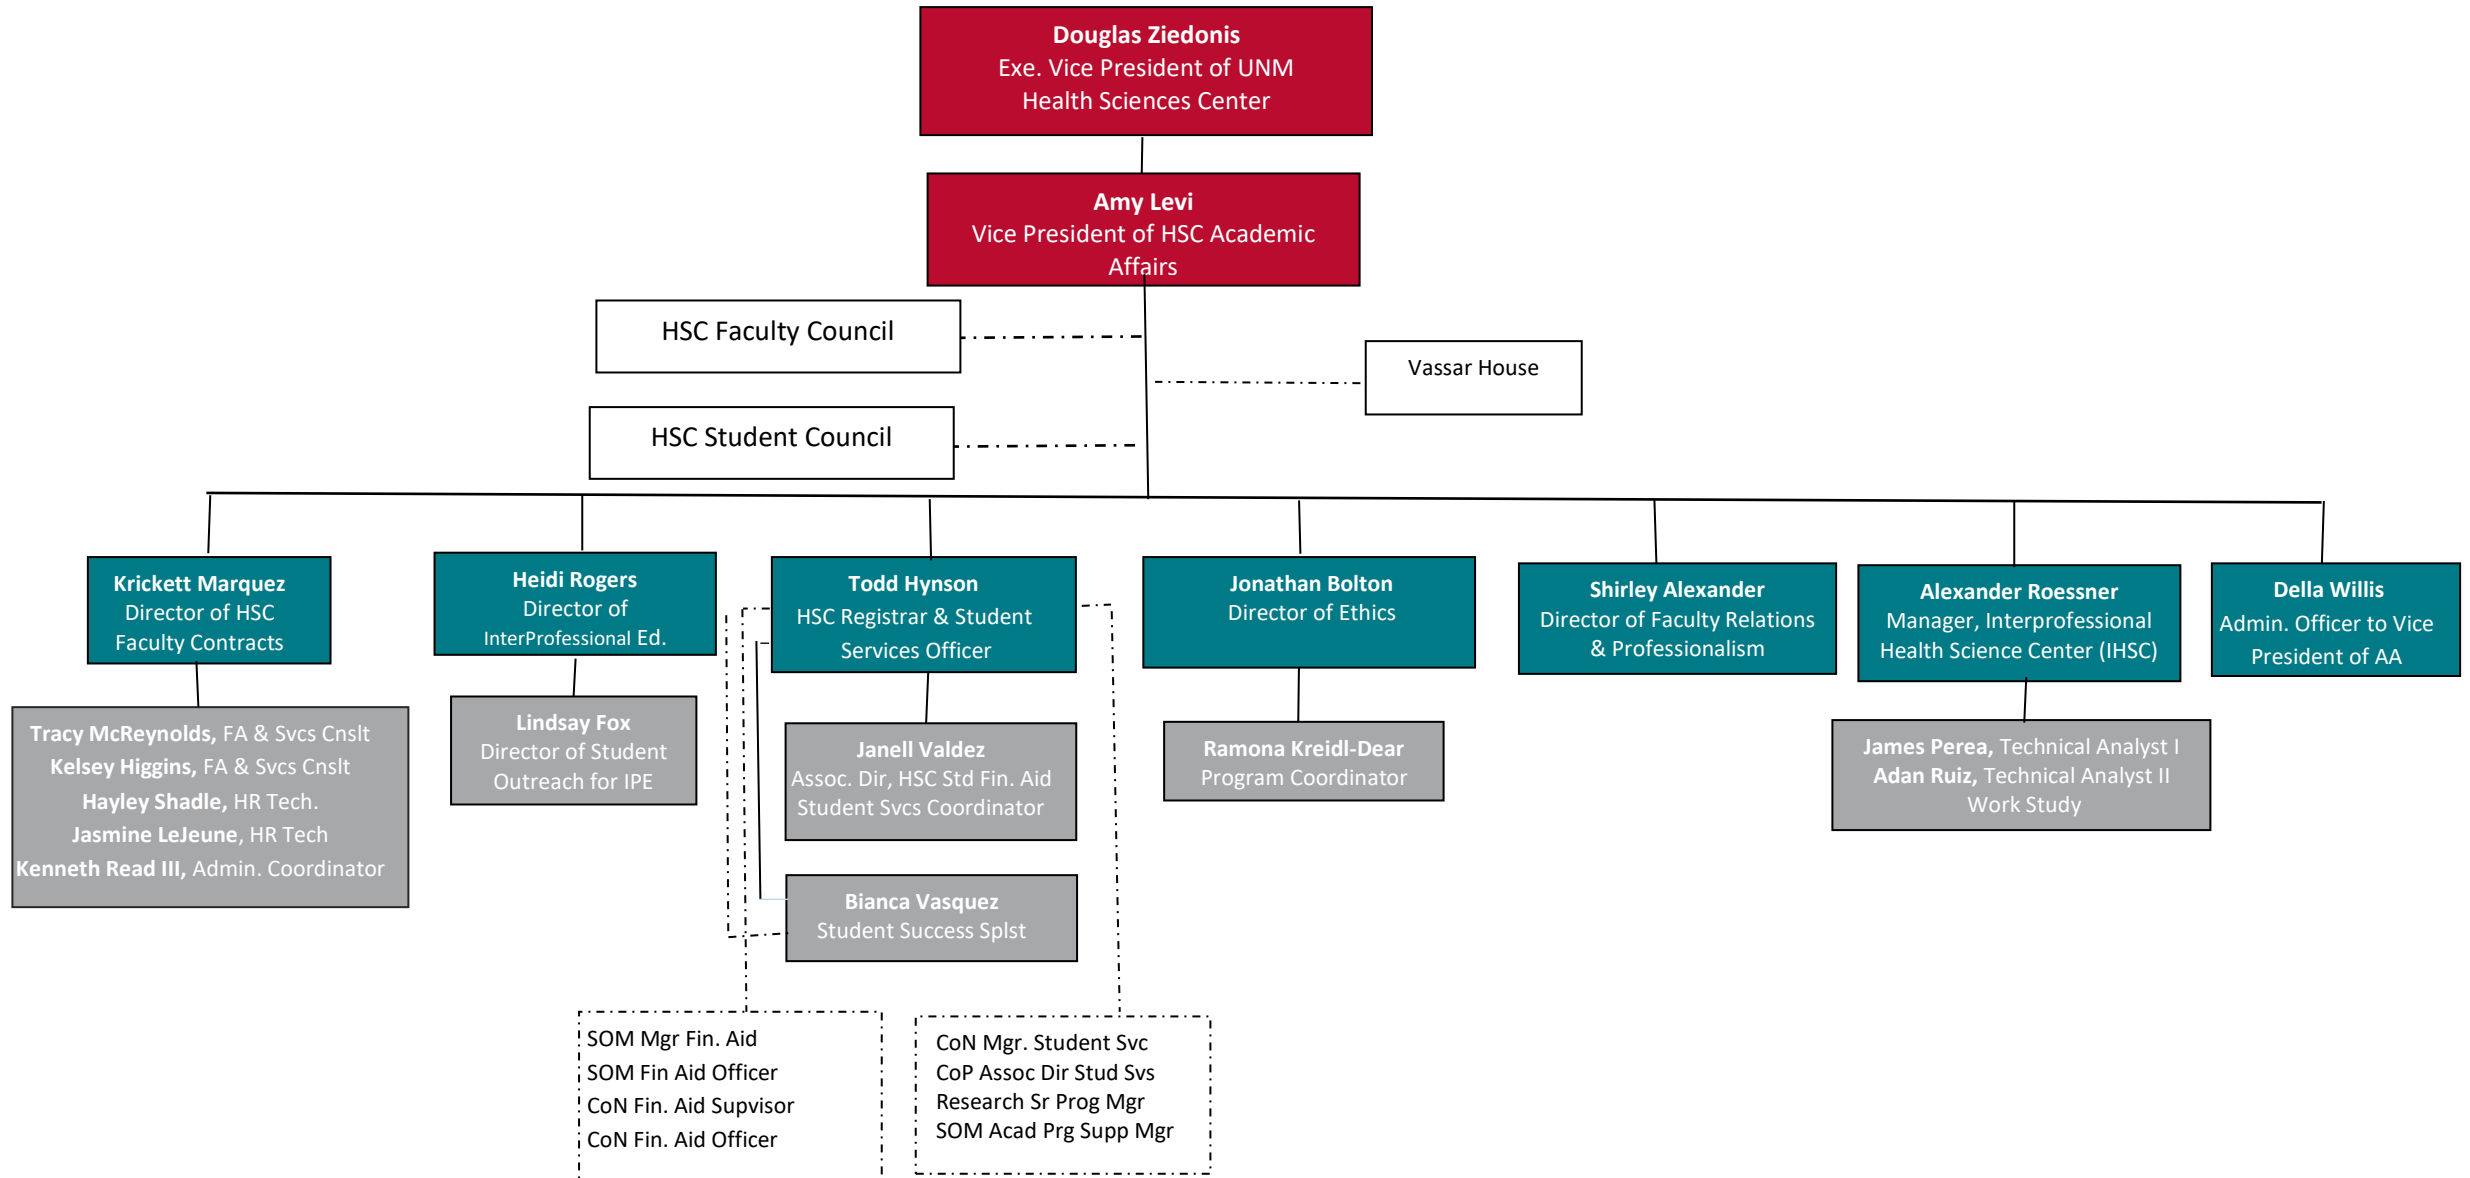 Douglas Ziedonis
Exe. Vice President of UNM
Health Sciences Center
Amy Levi
Vice President of HSC Academic
Affairs
HSC Faculty Council
Vassar House
HSC Student Council
Krickett Marquez
Director of HSC
Faculty Contracts
Heidi Rogers
Director of
InterProfessional Ed.
Todd Hynson
HSC Registrar & Student
Services Officer
Jonathan Bolton
Director of Ethics
Shirley Alexander
Director of Faculty Relations
& Professionalism
Alexander Roessner
Manager, Interprofessional
Health Science Center (IHSC)
Della Willis
Admin. Officer to Vice
President of AA
Tracy McReynolds, FA & Svcs Cnslt
Kelsey Higgins, FA & Svcs Cnslt
Hayley Shadle, HR Tech.
Jasmine LeJeune, HR Tech
Kenneth Read III, Admin. Coordinator
Lindsay Fox
Director of Student
Outreach for IPE
Janell Valdez
Assoc. Dir, HSC Std Fin. Aid
Student Svcs Coordinator
Ramona Kreidl-Dear
Program Coordinator
James Perea, Technical Analyst I
Adan Ruiz, Technical Analyst II
Work Study
Bianca Vasquez
Student Success Splst
SOM Mgr Fin. Aid
SOM Fin Aid Officer
CoN Fin. Aid Supvisor
CoN Fin. Aid Officer
CoN Mgr. Student Svc
CoP Assoc Dir Stud Svs
Research Sr Prog Mgr
SOM Acad Prg Supp Mgr